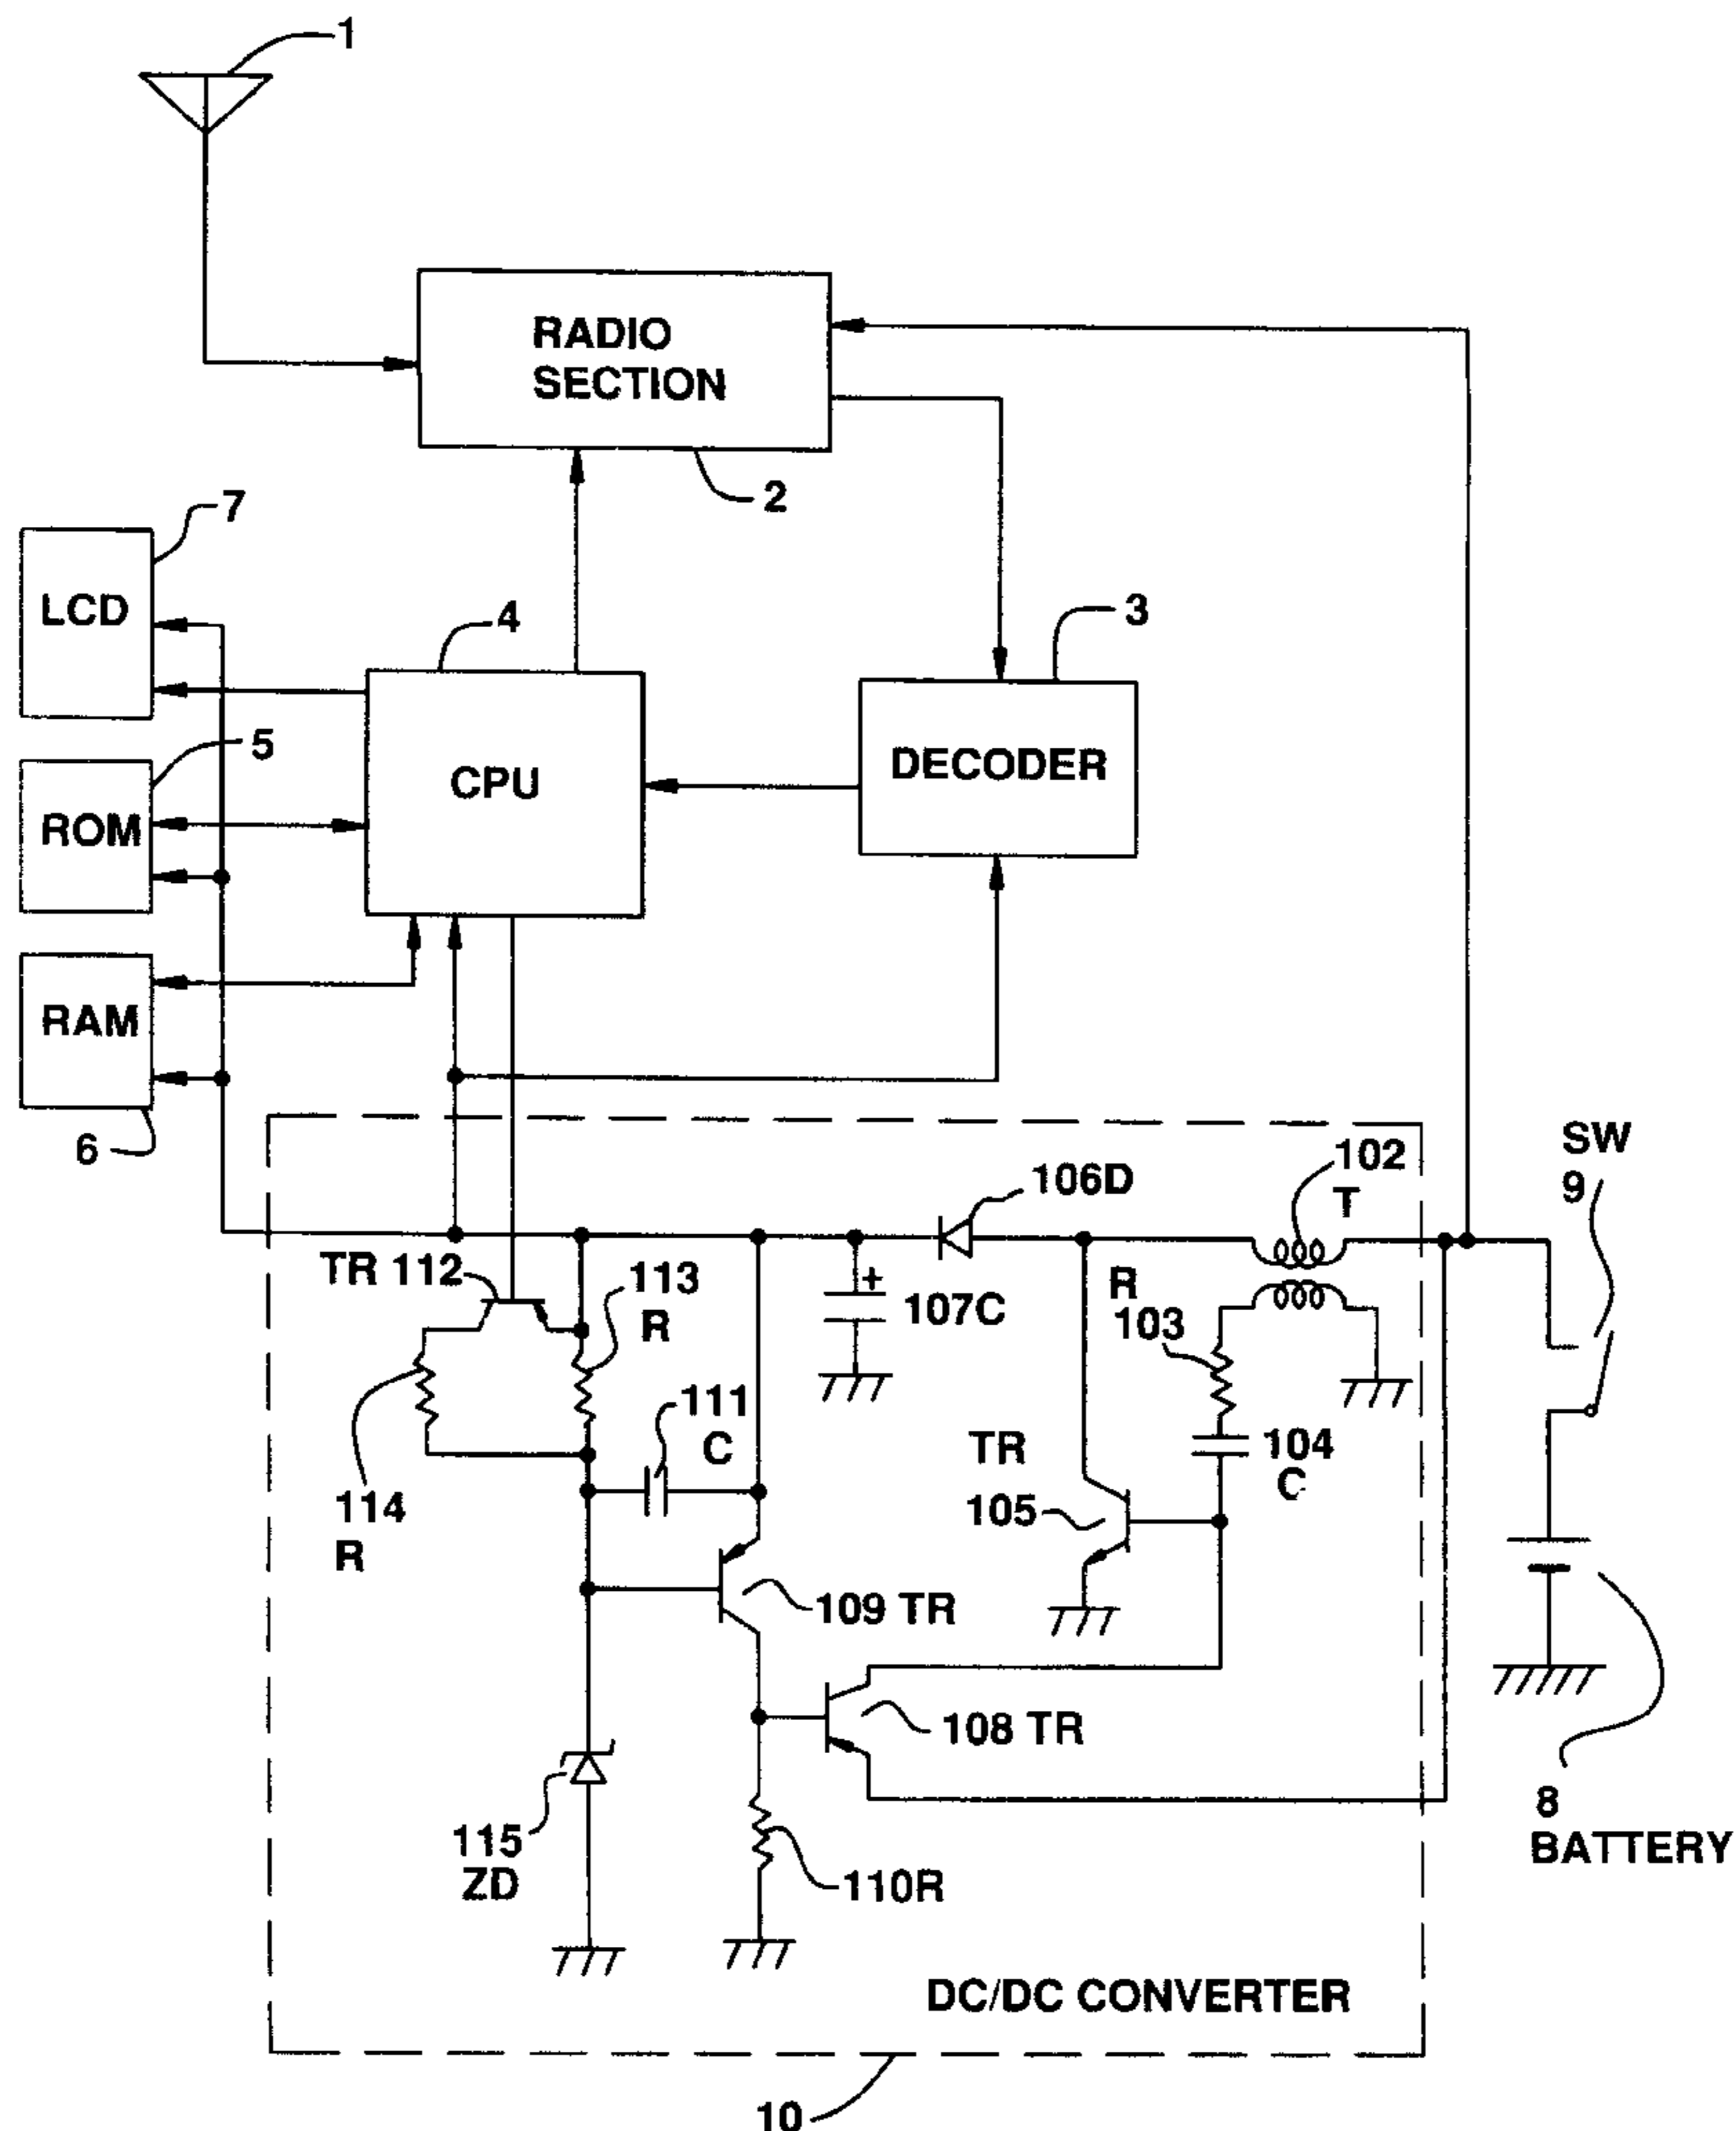 1
RADIO
SECTION
2
7
LCD
4
3
5
CPU
DECODER
ROM
RAM
6
SW
9
102
T
106D
TR 112
113
R
107C
R
103
111
C
TR
105
104
C
114
R
109 TR
108 TR
115
ZD
110R
8
BATTERY
DC/DC CONVERTER
10
+